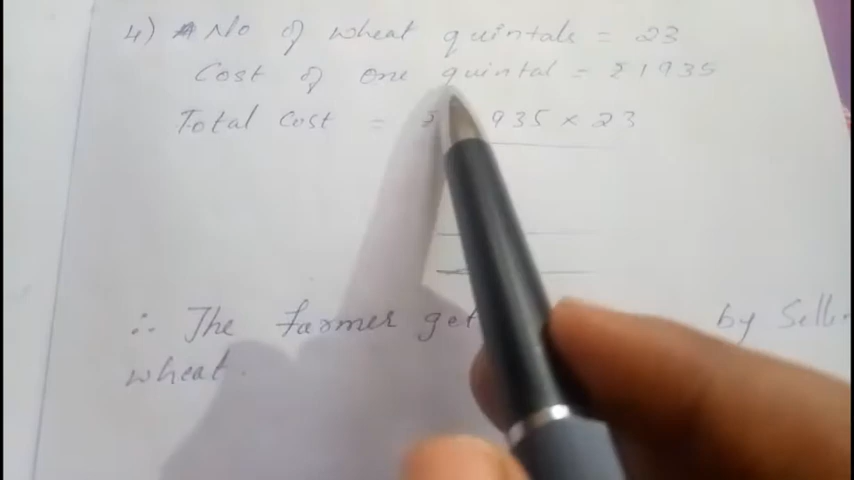 4) No of wheat quintals = 23
Cost of one quintal = ₹1935
Total Cost = ₹ 935 × 23
∴ The farmer get by
wheat.